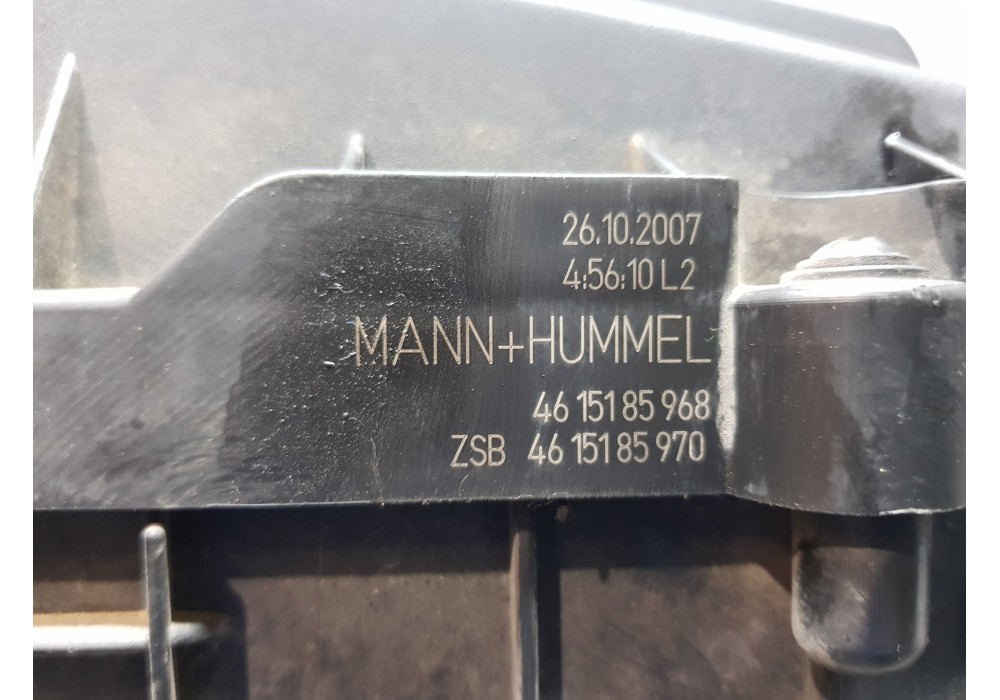 26.10.2007
4:56:10 L2
MANN+HUMMEL
46 151 85 968
ZSB 46 151 85 970